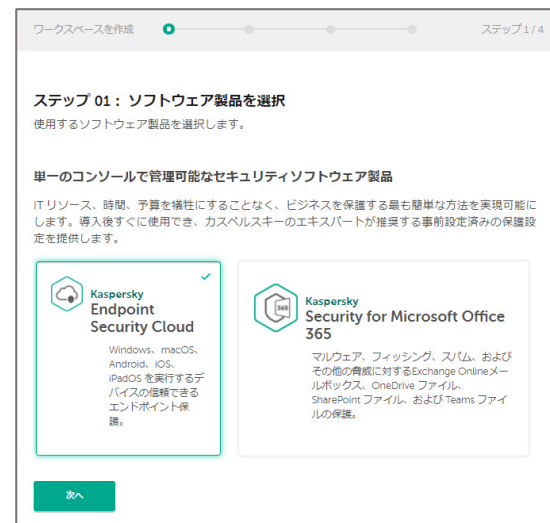 ワークスペースを作成
ステップ 1 / 4
ステップ 01： ソフトウェア製品を選択
使用するソフトウェア製品を選択します。
単一のコンソールで管理可能なセキュリティソフトウェア製品
IT リソース、時間、予算を犠牲にすることなく、ビジネスを保護する最も簡単な方法を実現可能に
します。導入後すぐに使用でき、カスペルスキーのエキスパートが推奨する事前設定済みの保護設
定を提供します。
Kaspersky
Endpoint
Security Cloud
Windows、macOS、
Android、iOS、
iPadOS を実行するデ
バイスの信頼できる
エンドポイント保
護。
365
Kaspersky
Security for Microsoft Office
365
マルウェア、フィッシング、スパム、および
その他の脅威に対するExchange Onlineメー
ルボックス、OneDrive ファイル、
SharePoint ファイル、および Teams ファイ
ルの保護。
次へ